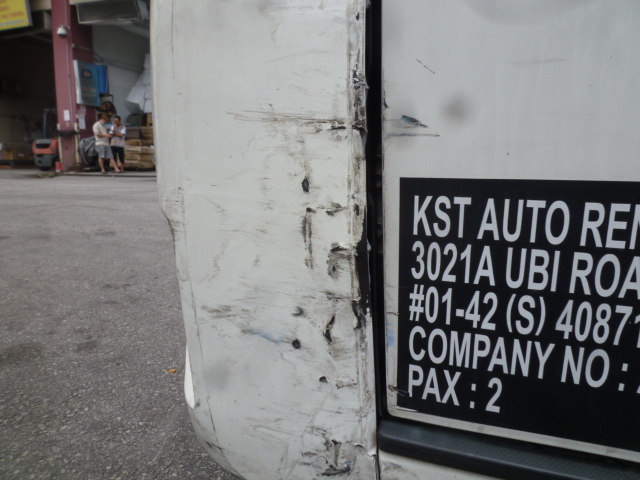 KST AUTO REN
3021A UBI ROA
#01-42 (S) 40871
COMPANY NO :
PAX : 2